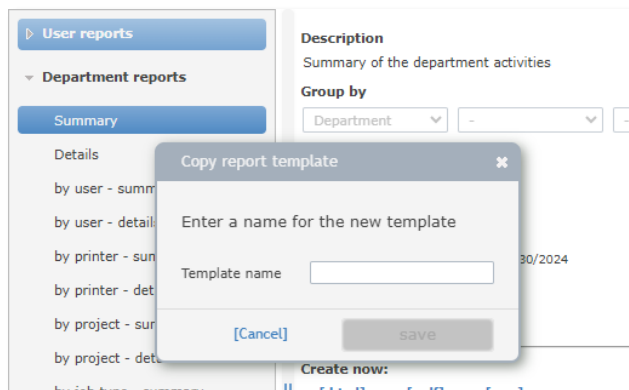 User reports
Department reports
Summary
Details
by user - summ
by user - detail
by printer - sum
by printer - det
by project - sur
by project - deta
Description
Summary of the department activities
Group by
Department - -
30/2024
Create now:
Copy report template
Enter a name for the new template
Template name
[Cancel] save